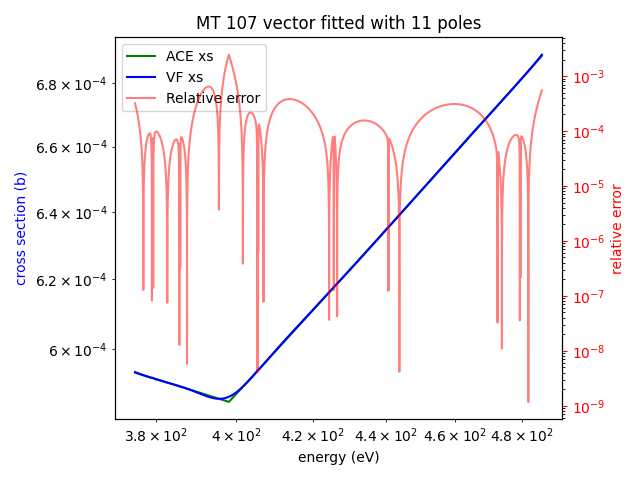 MT 107 vector fitted with 11 poles
ACE xs
VF xs
Relative error
6.8 × 10⁻⁴
6.6 × 10⁻⁴
6.4 × 10⁻⁴
6.2 × 10⁻⁴
6 × 10⁻⁴
cross section (b)
10⁻³
10⁻⁴
10⁻⁵
10⁻⁶
10⁻⁷
10⁻⁸
10⁻⁹
relative error
3.8 × 10² 4 × 10² 4.2 × 10² 4.4 × 10² 4.6 × 10² 4.8 × 10²
energy (eV)